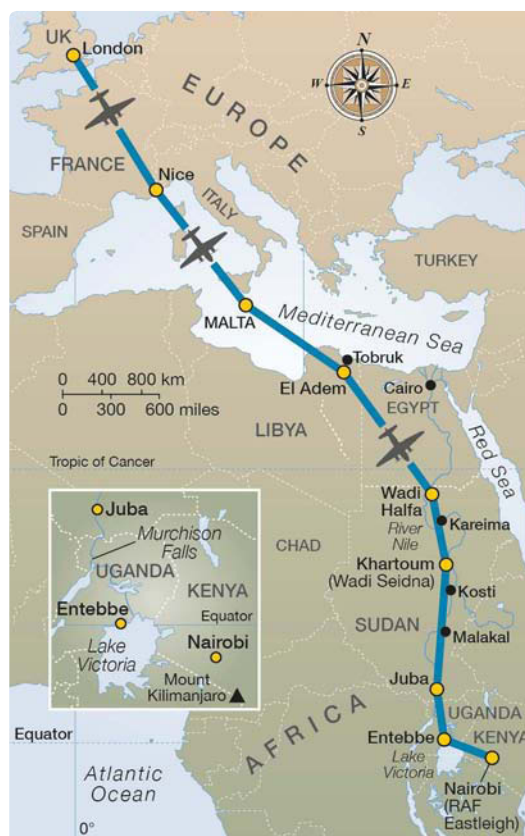 UK
London
N
W
E
S
EUROPE
FRANCE
Nice
ITALY
SPAIN
TURKEY
MALTA
Mediterranean Sea
Tobruk
El Adem
Cairo
EGYPT
0 400 800 km
0 300 600 miles
LIBYA
Red Sea
Tropic of Cancer
Wadi
Halfa
River
Nile
Kareima
CHAD
Khartoum
(Wadi Seidna)
Kosti
SUDAN
Malakal
Juba
Murchison
Falls
UGANDA
KENYA
Entebbe
Equator
Lake
Victoria
Nairobi
Mount
Kilimanjaro
Juba
AFRICA
UGANDA
Entebbe
KENYA
Equator
Lake
Victoria
Atlantic
Ocean
Nairobi
(RAF
Eastleigh)
0°